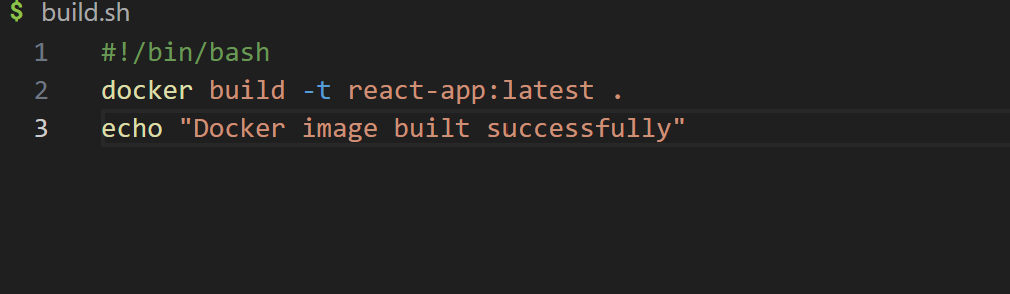 $ build.sh
1 #!/bin/bash
2 docker build -t react-app:latest .
3 echo "Docker image built successfully"